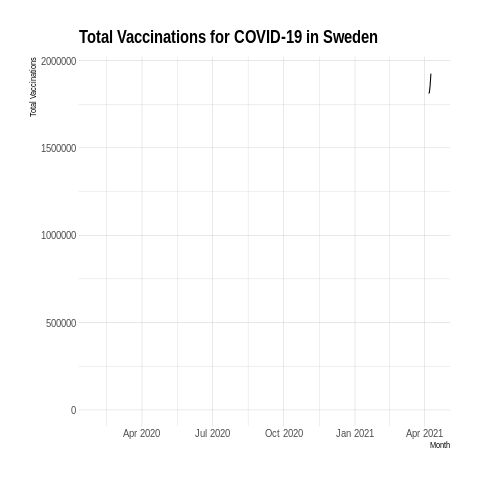 Total Vaccinations for COVID-19 in Sweden
Total Vaccinations
2000000
1500000
1000000
500000
0
Apr 2020 Jul 2020 Oct 2020 Jan 2021 Apr 2021
Month